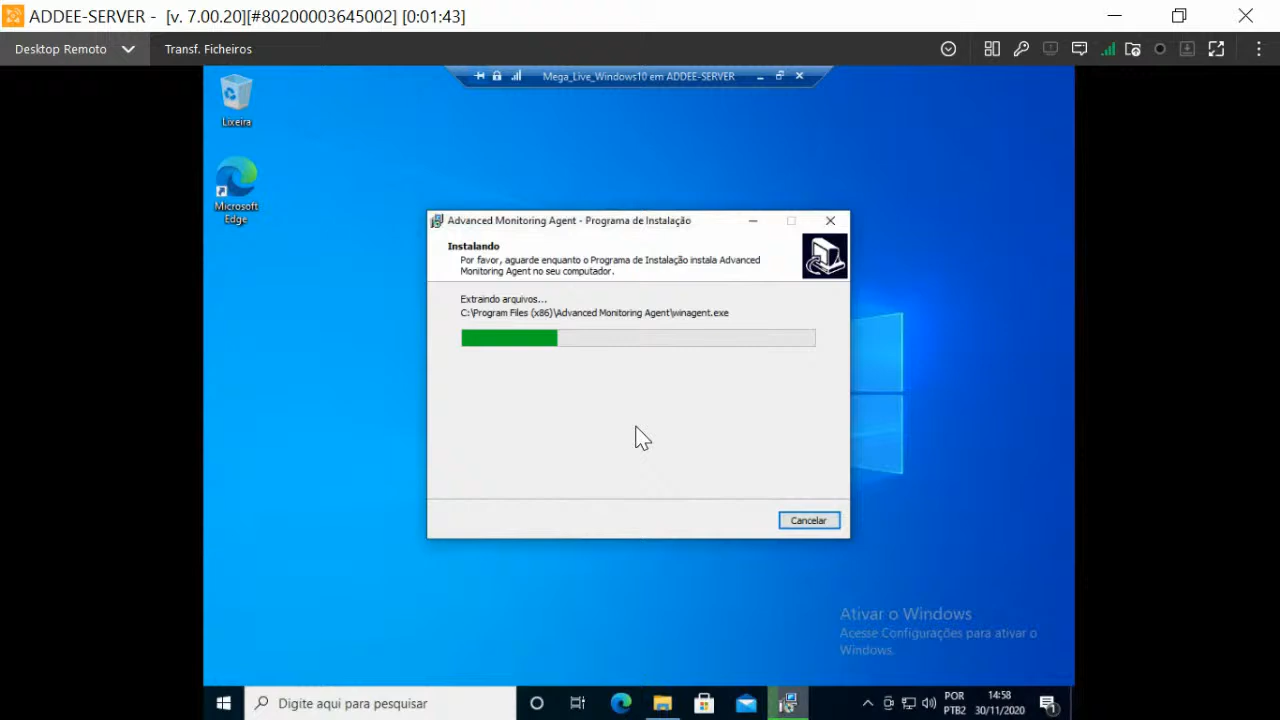 ADDEE-SERVER - [v. 7.00.20][#80200003645002] [0:01:43]
Desktop Remoto
Transf. Ficheiros
Mega_Live_Windows10 em ADDEE-SERVER
Lixeira
Microsoft
Edge
Advanced Monitoring Agent - Programa de Instalação
Instalando
Por favor, aguarde enquanto o Programa de Instalação instala Advanced
Monitoring Agent no seu computador.
Extraindo arquivos...
C:\Program Files (x86)\Advanced Monitoring Agent\winagent.exe
Cancelar
Ativar o Windows
Acesse Configurações para ativar o
Windows.
Digite aqui para pesquisar
POR
PTB2
14:58
30/11/2020
1